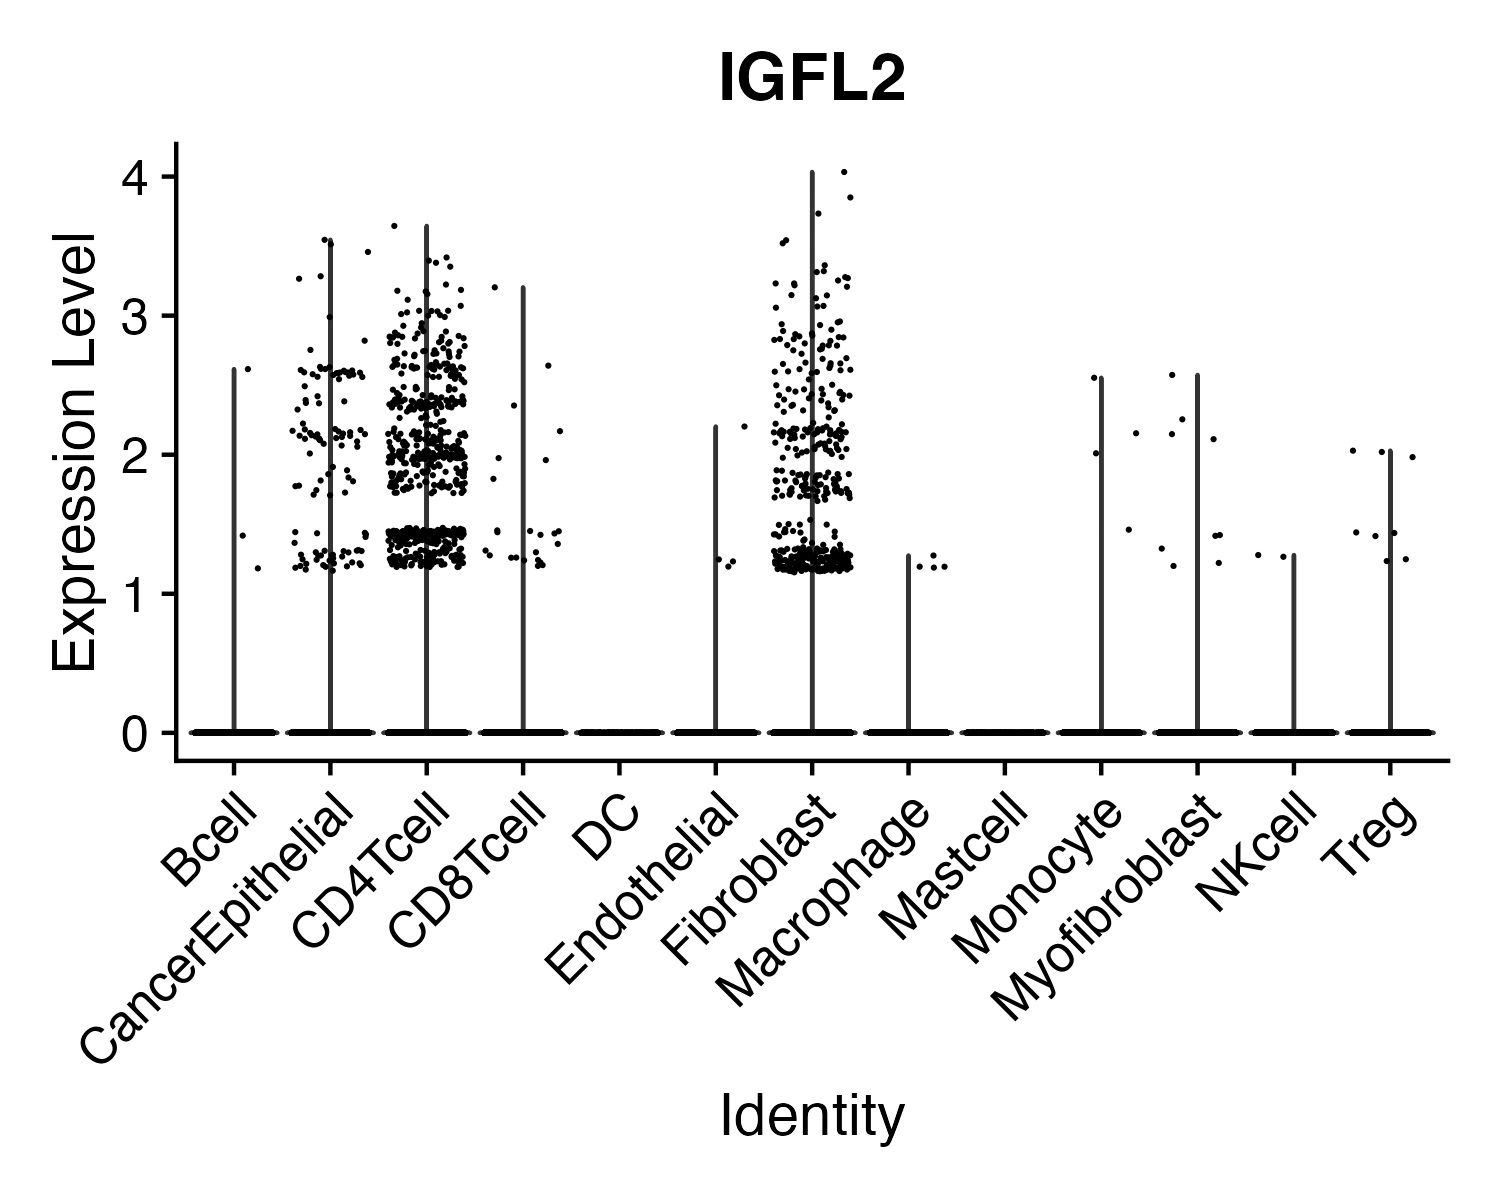 IGFL2
Expression Level
4
3
2
1
0
Bcell
CancerEpithelial
CD4Tcell
CD8Tcell
DC
Endothelial
Fibroblast
Macrophage
Mastcell
Monocyte
Myofibroblast
NKcell
Treg
Identity